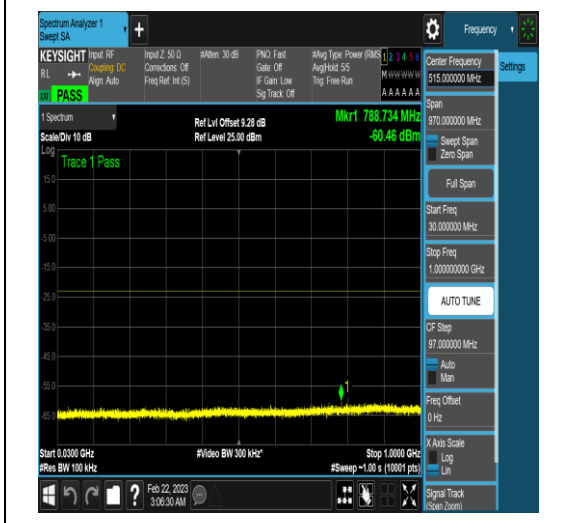 Spectrum Analyzer 1
Swept SA
+
Frequency
KEYSIGHT
Input: RF
Input Z: 50 Ω
#Atten: 30 dB
PNO: Fast
#Avg Type: Power (RMS
1 2 3 4 5 6
RL
Coupling: DC
Corrections: Off
Gate: Off
Avg|Hold: 5/5
M W W W W W
Align: Auto
Freq Ref: Int (S)
IF Gain: Low
Trig: Free Run
Sig Track: Off
A A A A A A
PASS
1 Spectrum
Ref Lvl Offset 9.28 dB
Mkr1 788.734 MHz
Scale/Div 10 dB
Ref Level 25.00 dBm
-60.46 dBm
Log
Trace 1 Pass
15.0
5.00
-5.00
-15.0
-25.0
-35.0
-45.0
-55.0
-65.0
1
Start 0.0300 GHz
#Video BW 300 kHz*
Stop 1.0000 GHz
#Res BW 100 kHz
#Sweep ~1.00 s (10001 pts)
Feb 22, 2023
3:06:30 AM
?
Center Frequency
515.000000 MHz
Settings
Span
970.000000 MHz
Swept Span
Zero Span
Full Span
Start Freq
30.000000 MHz
Stop Freq
1.000000000 GHz
AUTO TUNE
CF Step
97.000000 MHz
Auto
Man
Freq Offset
0 Hz
X Axis Scale
Log
Lin
Signal Track
(Span Zoom)